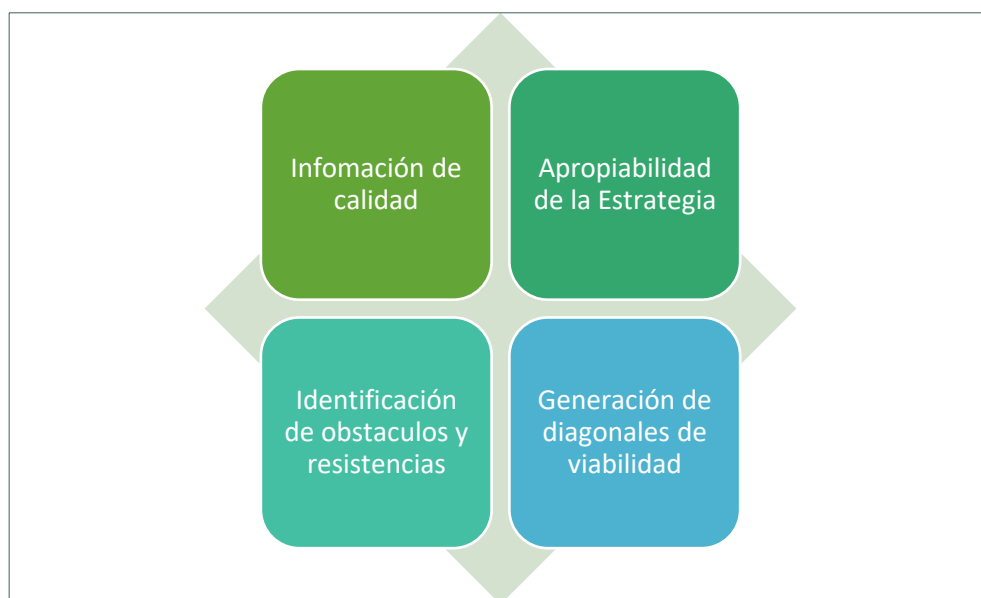 Infomación de
calidad
Apropiabilidad
de la Estrategia
Identificación
de obstaculos y
resistencias
Generación de
diagonales de
viabilidad